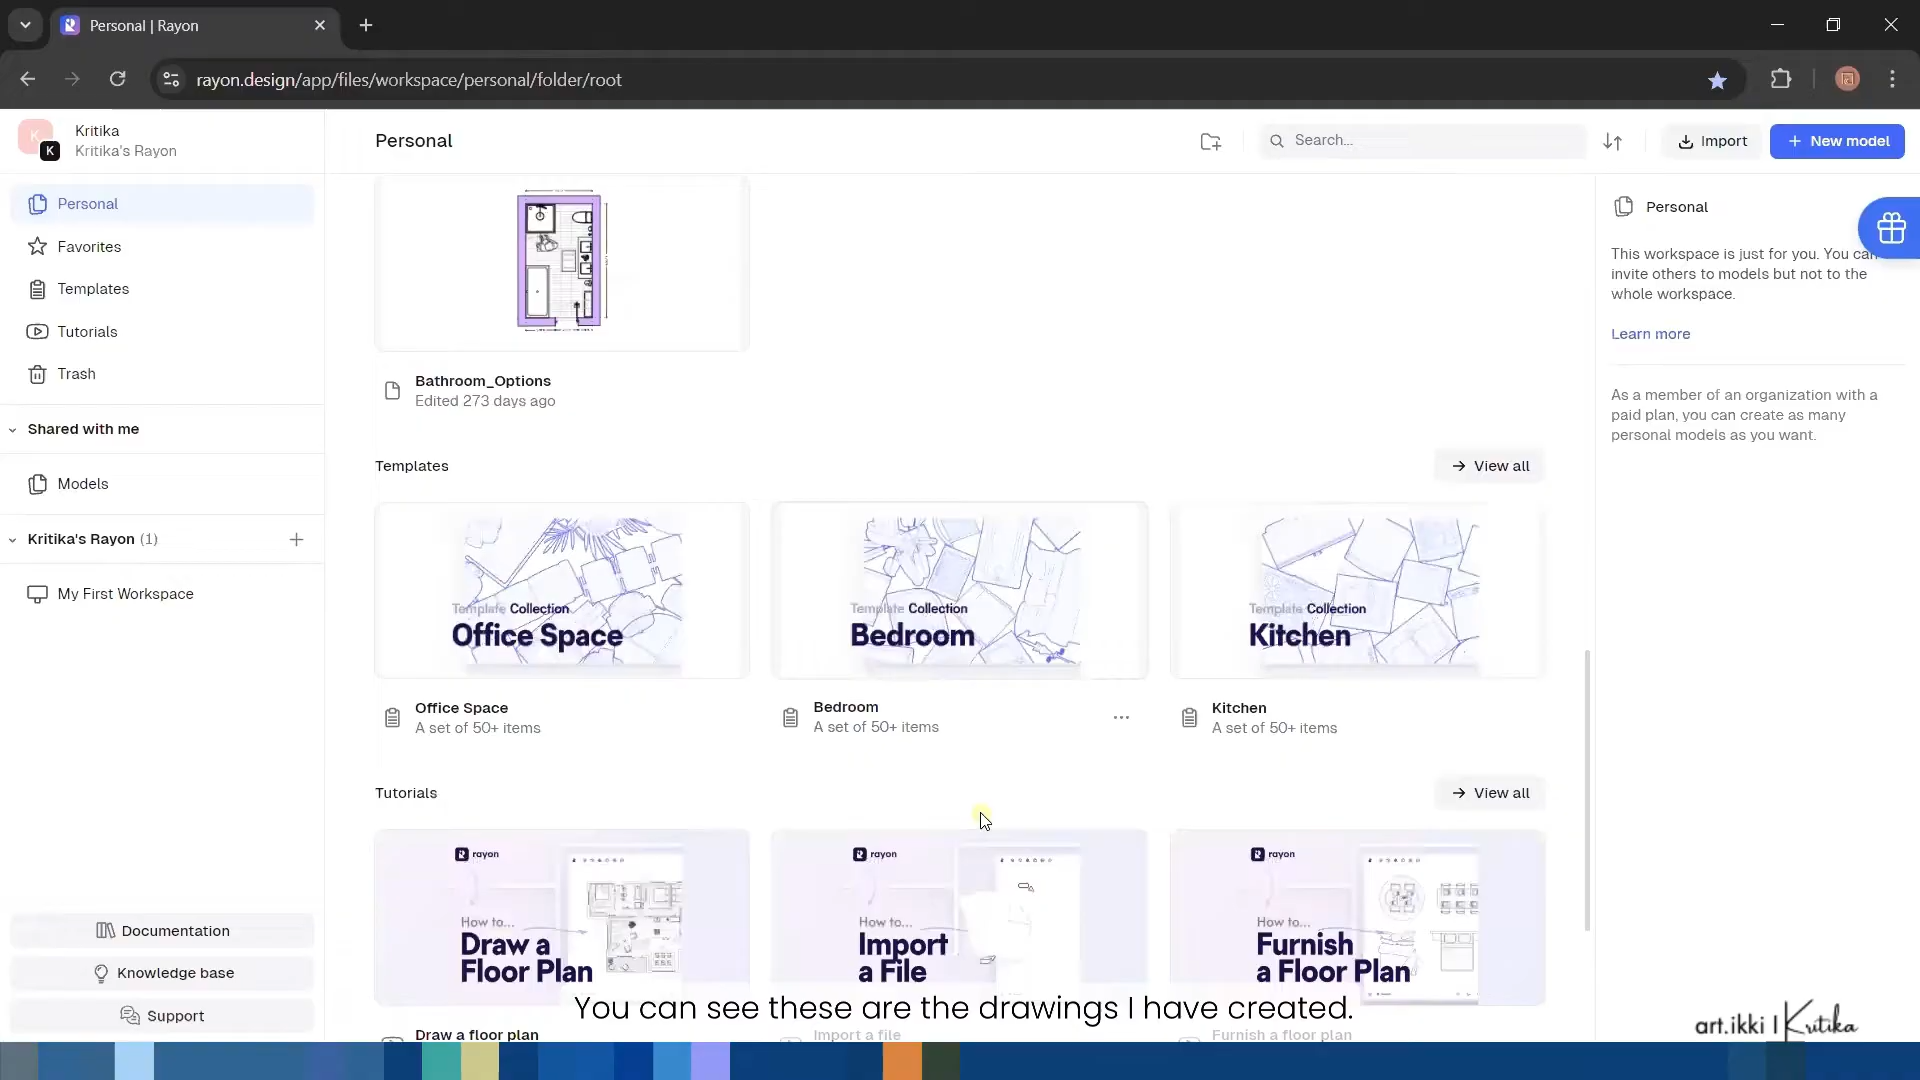 Personal | Rayon
rayon.design/app/files/workspace/personal/folder/root
K
K
Kritika
Kritika's Rayon
Personal
Search...
Import
New model
Personal
Favorites
Templates
Tutorials
Trash
Shared with me
Models
Kritika's Rayon (1)
My First Workspace
Documentation
Knowledge base
Support
Bathroom_Options
Edited 273 days ago
Templates
View all
Template Collection
Office Space
Template Collection
Bedroom
Template Collection
Kitchen
Office Space
A set of 50+ items
Bedroom
A set of 50+ items
Kitchen
A set of 50+ items
Tutorials
View all
rayon
How to...
Draw a
Floor Plan
rayon
How to...
Import
a File
rayon
How to...
Furnish
a Floor Plan
Draw a floor plan
Import a file
Furnish a floor plan
Personal
This workspace is just for you. You can
invite others to models but not to the
whole workspace.
Learn more
As a member of an organization with a
paid plan, you can create as many
personal models as you want.
You can see these are the drawings I have created.
art.ikki | Kritika